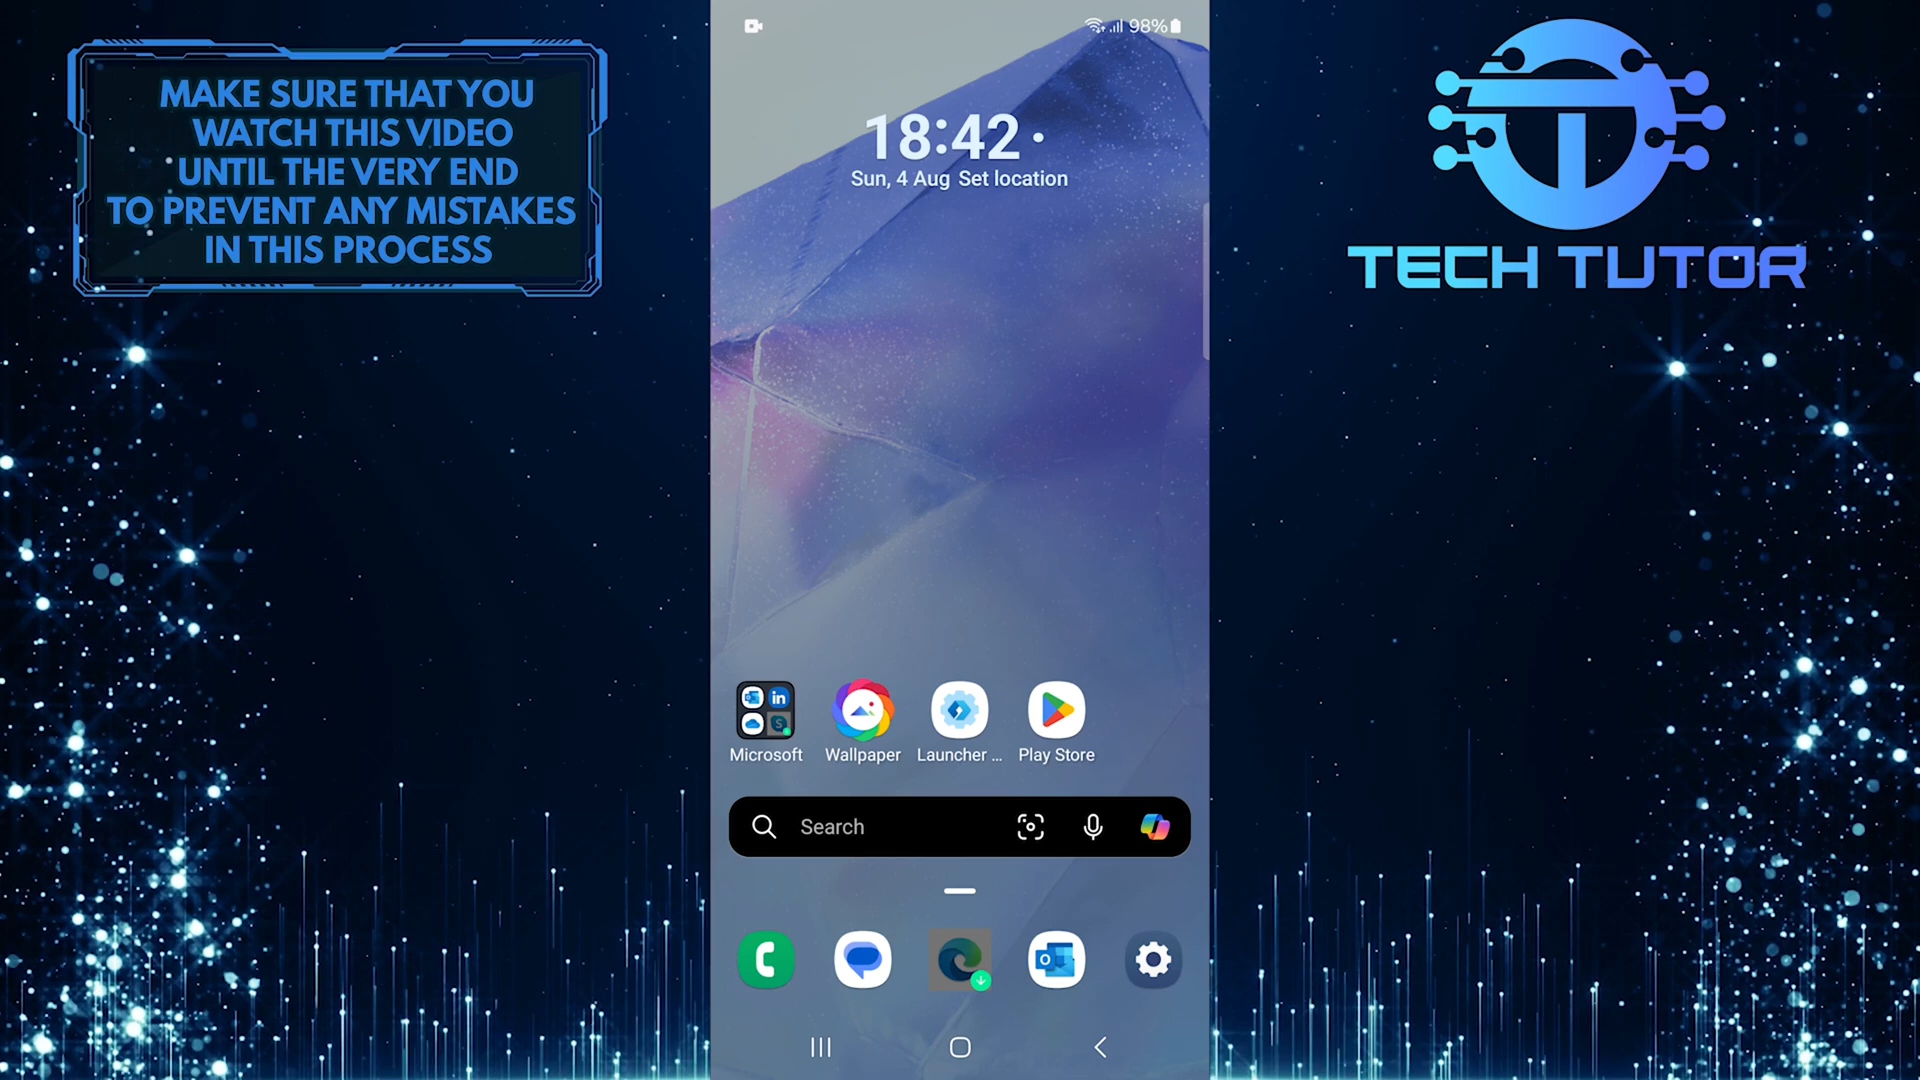 MAKE SURE THAT YOU
WATCH THIS VIDEO
UNTIL THE VERY END
TO PREVENT ANY MISTAKES
IN THIS PROCESS
98%
18:42
Sun, 4 Aug Set location
TECH TUTOR
Microsoft
Wallpaper
Launcher ...
Play Store
Search